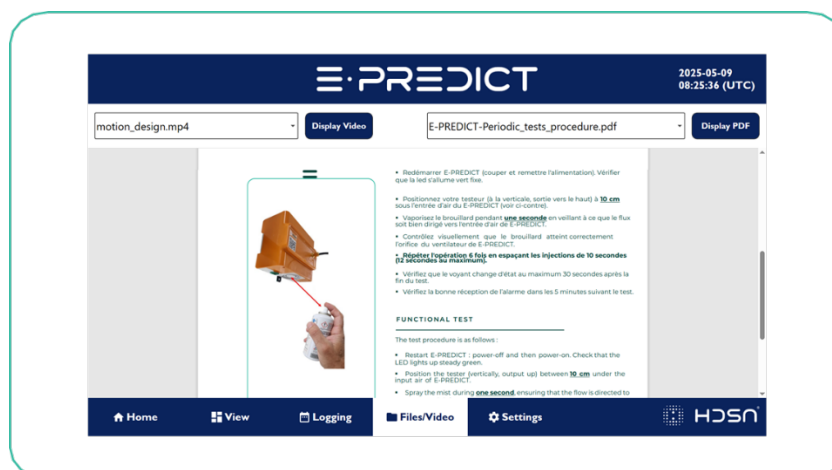 E·PREDICT
2025-05-09
08:25:36 (UTC)
motion_design.mp4
Display Video
E-PREDICT-Periodic_tests_procedure.pdf
Display PDF
• Redémarrer E-PREDICT (couper et remettre l'alimentation). Vérifier
que la led s'allume vert fixe.
• Positionnez votre testeur (à la verticale, sortie vers le haut) à 10 cm
sous l'entrée d'air du E-PREDICT (voir ci-contre).
• Vaporisez le brouillard pendant une seconde en veillant à ce que le flux
soit bien dirigé vers l'entrée d'air de E-PREDICT.
• Contrôlez visuellement que le brouillard atteint correctement
l'orifice du ventilateur de E-PREDICT.
• Répéter l'opération 6 fois en espaçant les injections de 10 secondes
(12 secondes au maximum).
• Vérifiez que le voyant change d'état au maximum 30 secondes après la
fin du test.
• Vérifiez la bonne réception de l'alarme dans les 5 minutes suivant le test.
FUNCTIONAL TEST
The test procedure is as follows :
• Restart E-PREDICT : power-off and then power-on. Check that the
LED lights up steady green.
• Position the tester (vertically, output up) between 10 cm under the
input air of E-PREDICT.
• Spray the mist during one second, ensuring that the flow is directed to
Home
View
Logging
Files/Video
Settings
HDSN